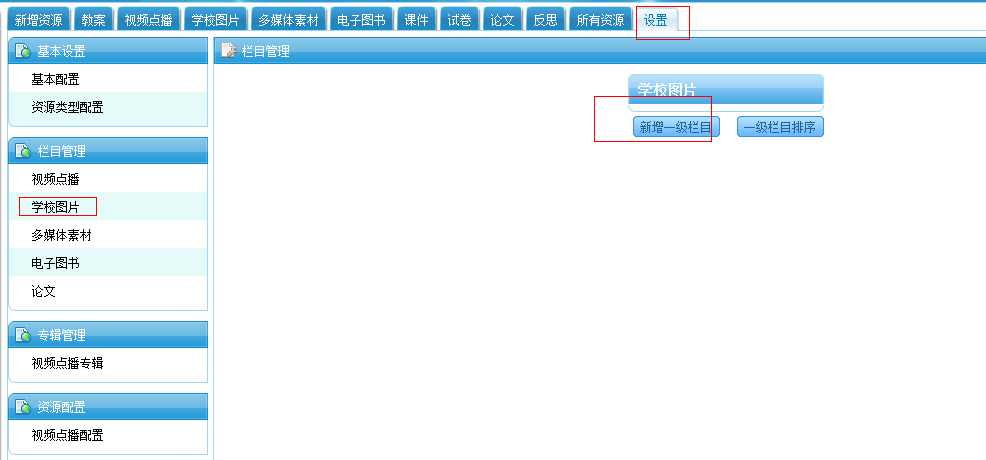 新增资源 教案 视频点播 学校图片 多媒体素材 电子图书 课件 试卷 论文 反思 所有资源 设置
基本设置
基本配置
资源类型配置
栏目管理
视频点播
学校图片
多媒体素材
电子图书
论文
专辑管理
视频点播专辑
资源配置
视频点播配置
栏目管理
学校图片
新增一级栏目 一级栏目排序